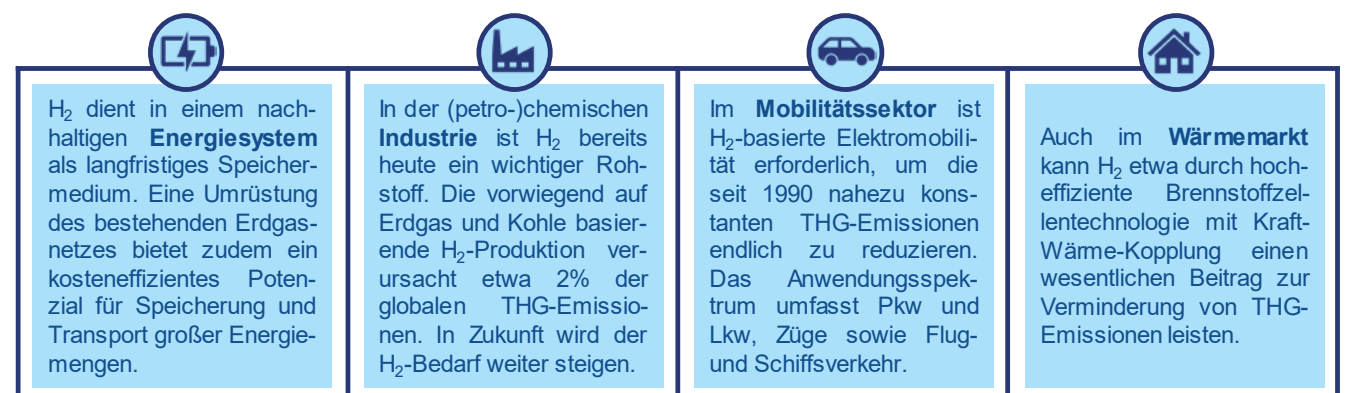 H₂ dient in einem nach-
haltigen Energiesystem
als langfristiges Speicher-
medium. Eine Umrüstung
des bestehenden Erdgas-
netzes bietet zudem ein
kosteneffizientes Poten-
zial für Speicherung und
Transport großer Energie-
mengen.
In der (petro-)chemischen
Industrie ist H₂ bereits
heute ein wichtiger Roh-
stoff. Die vorwiegend auf
Erdgas und Kohle basier-
ende H₂-Produktion ver-
ursacht etwa 2% der
globalen THG-Emissio-
nen. In Zukunft wird der
H₂-Bedarf weiter steigen.
Im Mobilitätssektor ist
H₂-basierte Elektromobili-
tät erforderlich, um die
seit 1990 nahezu kons-
tanten THG-Emissionen
endlich zu reduzieren.
Das Anwendungsspek-
trum umfasst Pkw und
Lkw, Züge sowie Flug-
und Schiffsverkehr.
Auch im Wärmemarkt
kann H₂ etwa durch hoch-
effiziente Brennstoffzel-
lentechnologie mit Kraft-
Wärme-Kopplung einen
wesentlichen Beitrag zur
Verminderung von THG-
Emissionen leisten.